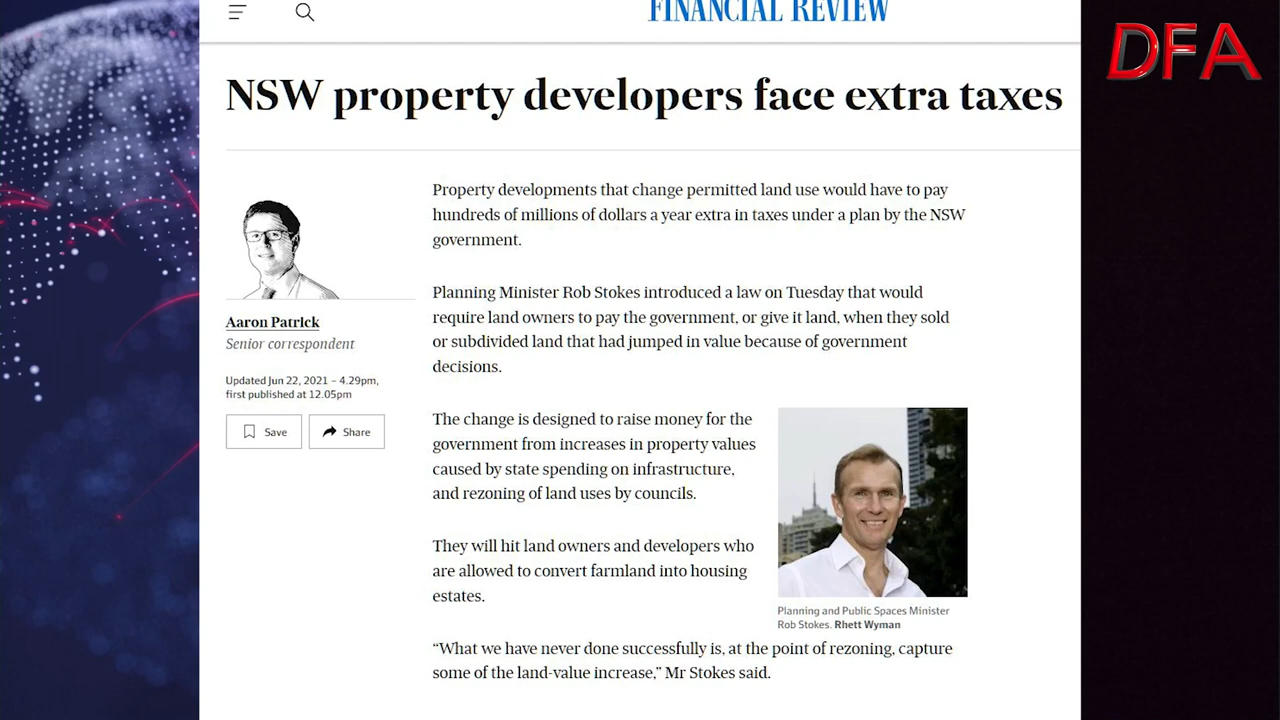 FINANCIAL REVIEW
DFA
NSW property developers face extra taxes
Aaron Patrick
Senior correspondent
Updated Jun 22, 2021 – 4.29pm,
first published at 12.05pm
Save
Share
Property developments that change permitted land use would have to pay
hundreds of millions of dollars a year extra in taxes under a plan by the NSW
government.
Planning Minister Rob Stokes introduced a law on Tuesday that would
require land owners to pay the government, or give it land, when they sold
or subdivided land that had jumped in value because of government
decisions.
The change is designed to raise money for the
government from increases in property values
caused by state spending on infrastructure,
and rezoning of land uses by councils.
They will hit land owners and developers who
are allowed to convert farmland into housing
estates.
Planning and Public Spaces Minister
Rob Stokes. Rhett Wyman
“What we have never done successfully is, at the point of rezoning, capture
some of the land-value increase,” Mr Stokes said.